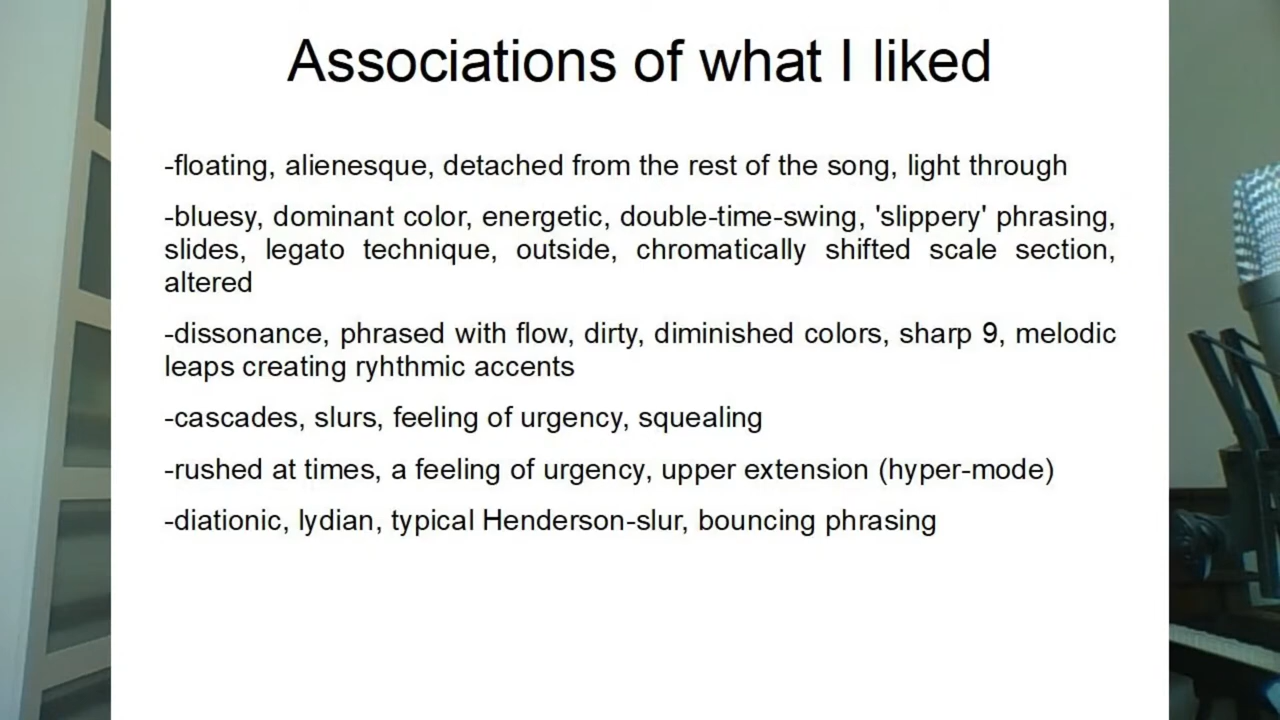 Associations of what I liked
-floating, alienesque, detached from the rest of the song, light through
-bluesy, dominant color, energetic, double-time-swing, 'slippery' phrasing,
slides, legato technique, outside, chromatically shifted scale section,
altered
-dissonance, phrased with flow, dirty, diminished colors, sharp 9, melodic
leaps creating ryhthmic accents
-cascades, slurs, feeling of urgency, squealing
-rushed at times, a feeling of urgency, upper extension (hyper-mode)
-diationic, lydian, typical Henderson-slur, bouncing phrasing